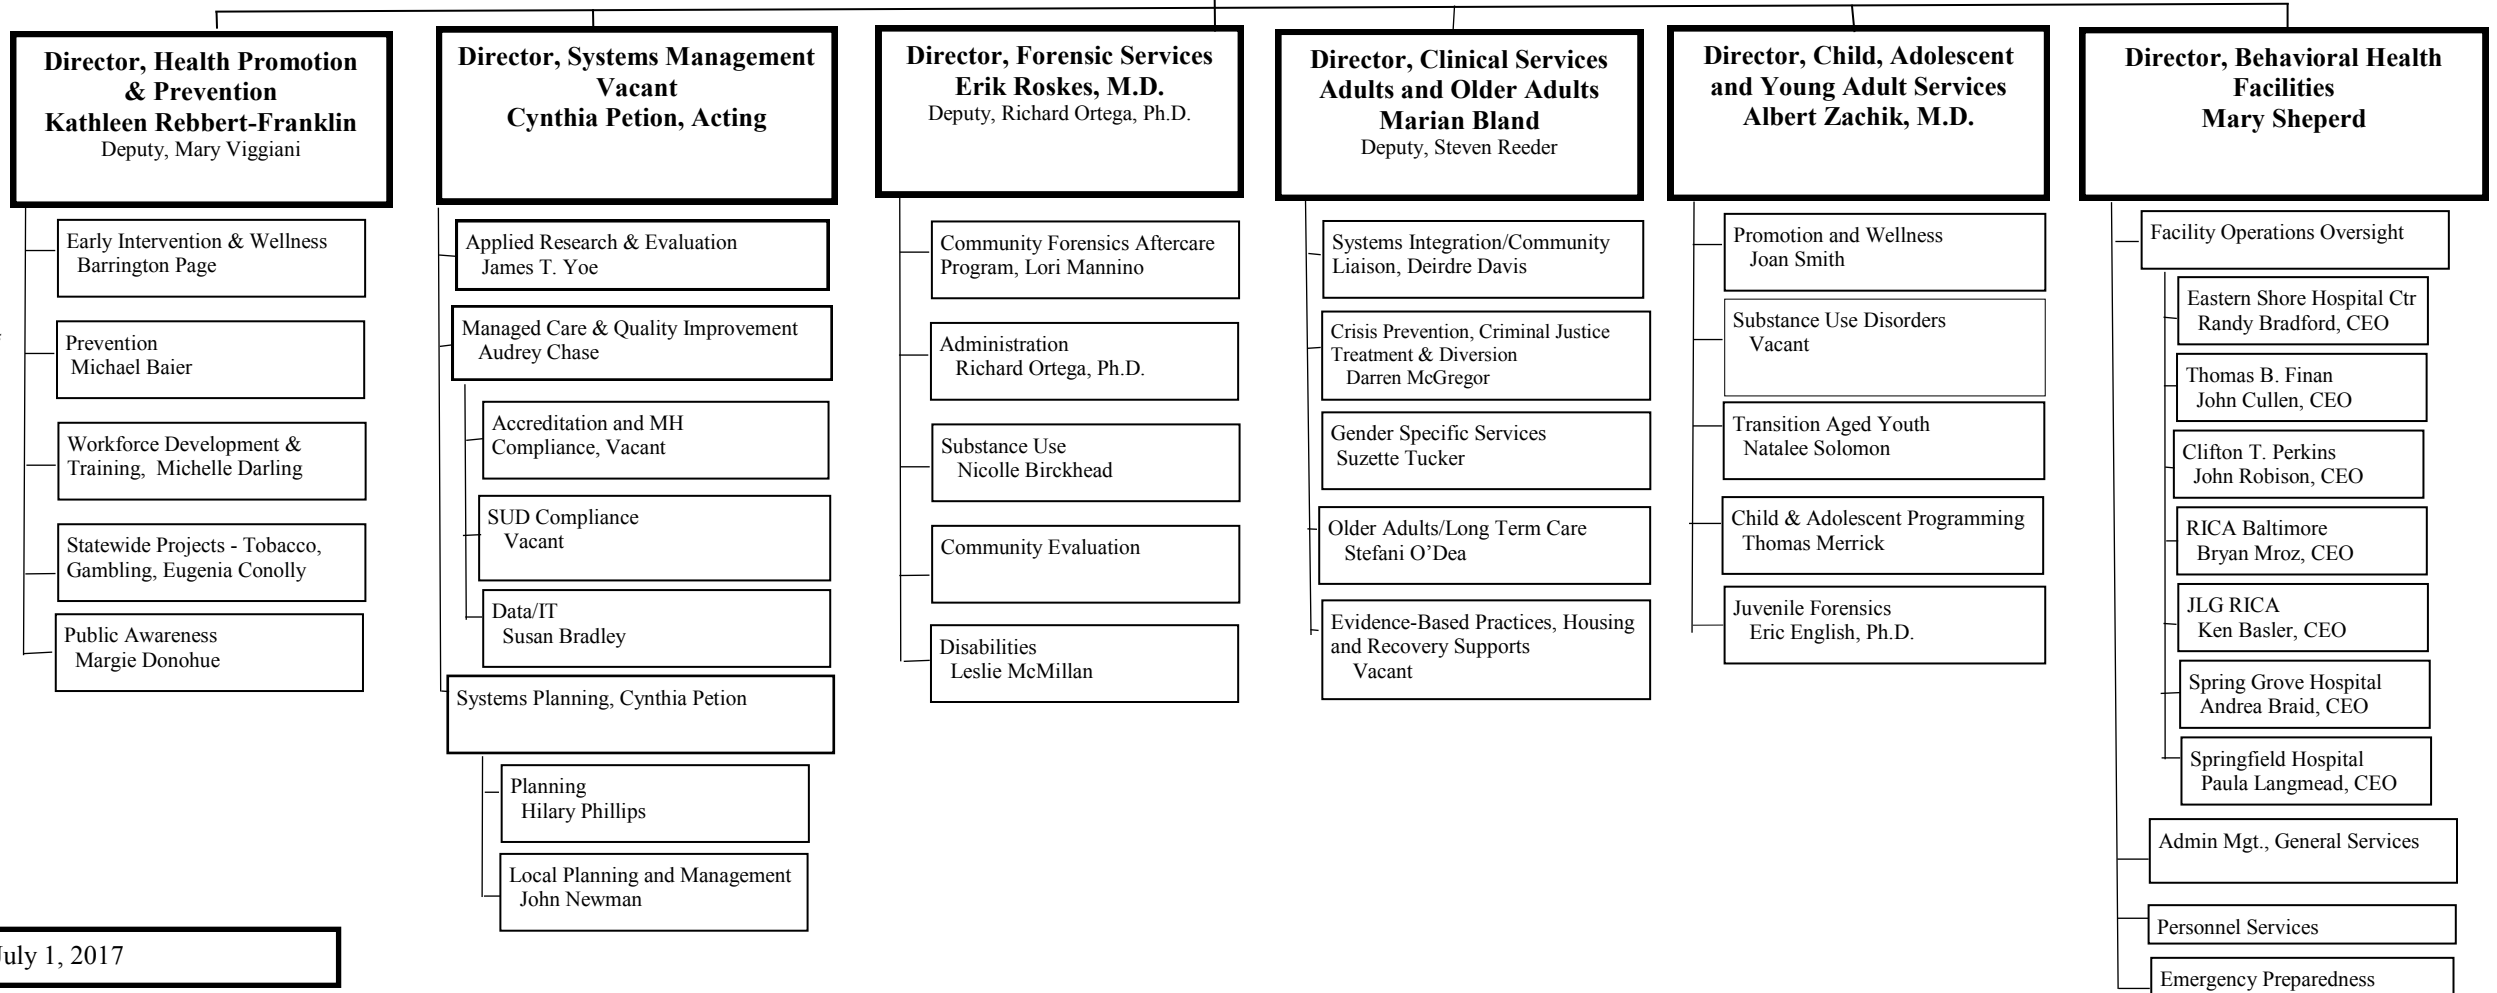 Director, Health Promotion
& Prevention
Kathleen Rebbert-Franklin
Deputy, Mary Viggiani
Early Intervention & Wellness
Barrington Page
Prevention
Michael Baier
Workforce Development &
Training, Michelle Darling
Statewide Projects - Tobacco,
Gambling, Eugenia Conolly
Public Awareness
Margie Donohue
Director, Systems Management
Vacant
Cynthia Petion, Acting
Applied Research & Evaluation
James T. Yoe
Managed Care & Quality Improvement
Audrey Chase
Accreditation and MH
Compliance, Vacant
SUD Compliance
Vacant
Data/IT
Susan Bradley
Systems Planning, Cynthia Petion
Planning
Hilary Phillips
Local Planning and Management
John Newman
Director, Forensic Services
Erik Roskes, M.D.
Deputy, Richard Ortega, Ph.D.
Community Forensics Aftercare
Program, Lori Mannino
Administration
Richard Ortega, Ph.D.
Substance Use
Nicolle Birckhead
Community Evaluation
Disabilities
Leslie McMillan
Director, Clinical Services
Adults and Older Adults
Marian Bland
Deputy, Steven Reeder
Systems Integration/Community
Liaison, Deirdre Davis
Crisis Prevention, Criminal Justice
Treatment & Diversion
Darren McGregor
Gender Specific Services
Suzette Tucker
Older Adults/Long Term Care
Stefani O’Dea
Evidence-Based Practices, Housing
and Recovery Supports
Vacant
Director, Child, Adolescent
and Young Adult Services
Albert Zachik, M.D.
Promotion and Wellness
Joan Smith
Substance Use Disorders
Vacant
Transition Aged Youth
Natalee Solomon
Child & Adolescent Programming
Thomas Merrick
Juvenile Forensics
Eric English, Ph.D.
Director, Behavioral Health
Facilities
Mary Sheperd
Facility Operations Oversight
Eastern Shore Hospital Ctr
Randy Bradford, CEO
Thomas B. Finan
John Cullen, CEO
Clifton T. Perkins
John Robison, CEO
RICA Baltimore
Bryan Mroz, CEO
JLG RICA
Ken Basler, CEO
Spring Grove Hospital
Andrea Braid, CEO
Springfield Hospital
Paula Langmead, CEO
Admin Mgt., General Services
Personnel Services
Emergency Preparedness
July 1, 2017